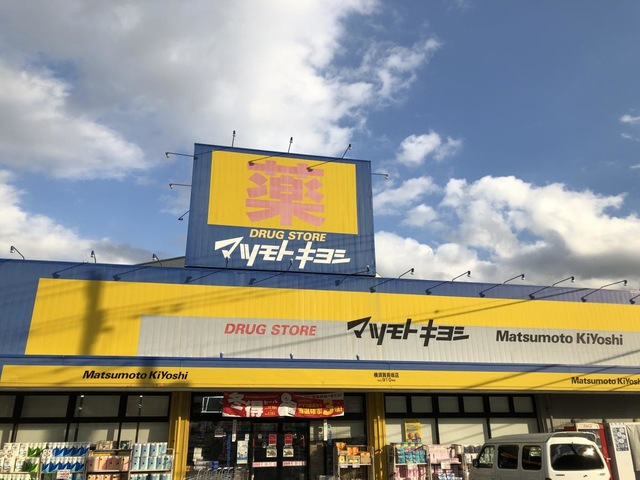 薬
DRUG STORE
マツモトキヨシ
DRUG STORE マツモトキヨシ Matsumoto KiYoshi
Matsumoto KiYoshi
Matsumoto KiYoshi